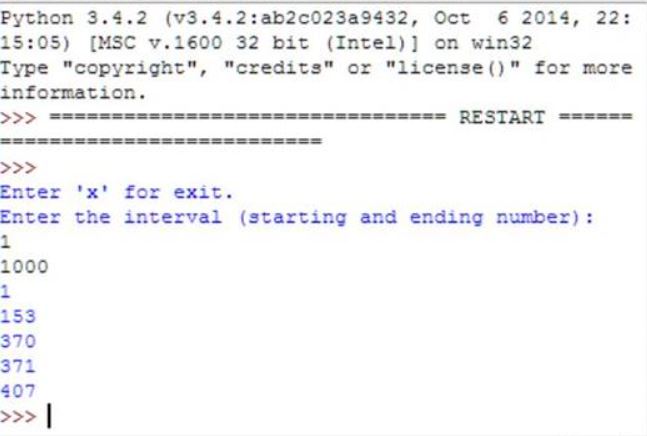 Python 3.4.2 (v3.4.2:ab2c023a9432, Oct  6 2014, 22:
15:05) [MSC v.1600 32 bit (Intel)] on win32
Type "copyright", "credits" or "license()" for more
information.
>>> ================================ RESTART ======
==========================
>>>
Enter 'x' for exit.
Enter the interval (starting and ending number):
1
1000
1
153
370
371
407
>>>